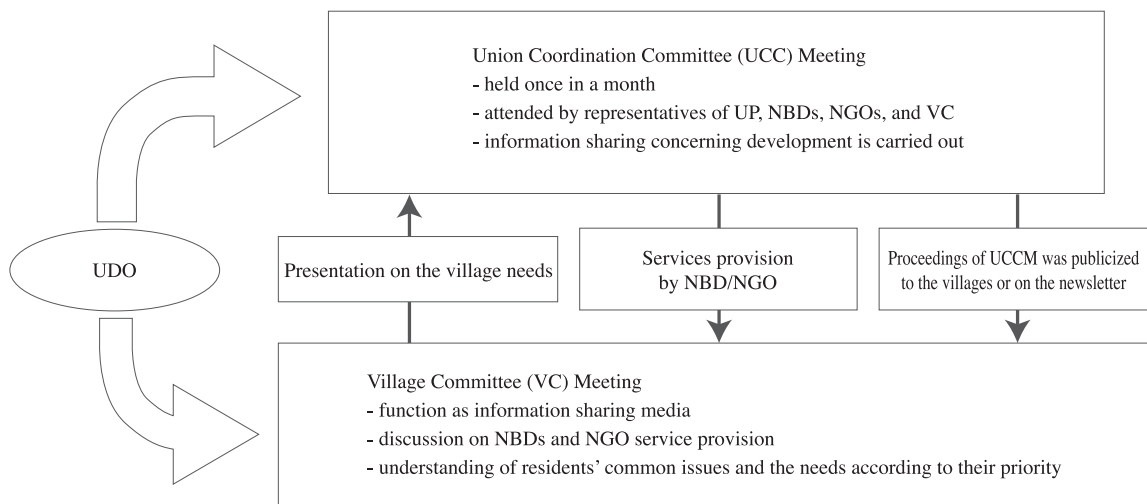 Union Coordination Committee (UCC) Meeting
- held once in a month
- attended by representatives of UP, NBDs, NGOs, and VC
- information sharing concerning development is carried out
UDO
Presentation on the village needs
Services provision
by NBD/NGO
Proceedings of UCCM was publicized
to the villages or on the newsletter
Village Committee (VC) Meeting
- function as information sharing media
- discussion on NBDs and NGO service provision
- understanding of residents’ common issues and the needs according to their priority